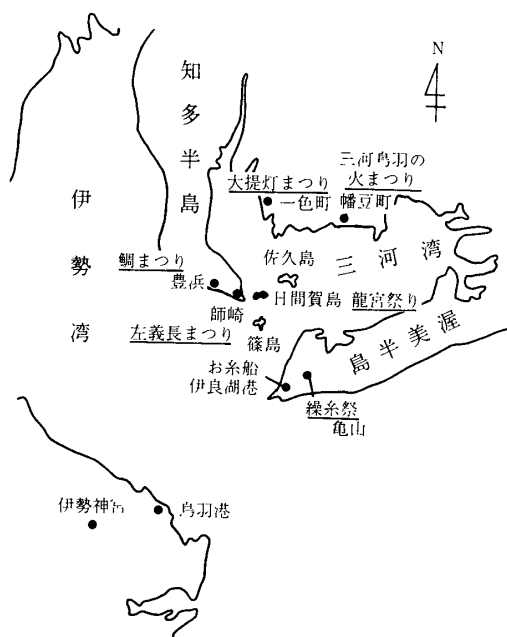 N
知多半島
伊勢湾
三河鳥羽の
火まつり
大提灯まつり
一色町
幡豆町
佐久島
三河湾
鯛まつり
豊浜
師崎
日間賀島
龍宮祭り
左義長まつり
篠島
島半美渥
お糸船
伊良湖港
繰糸祭
亀山
伊勢神宮
鳥羽港